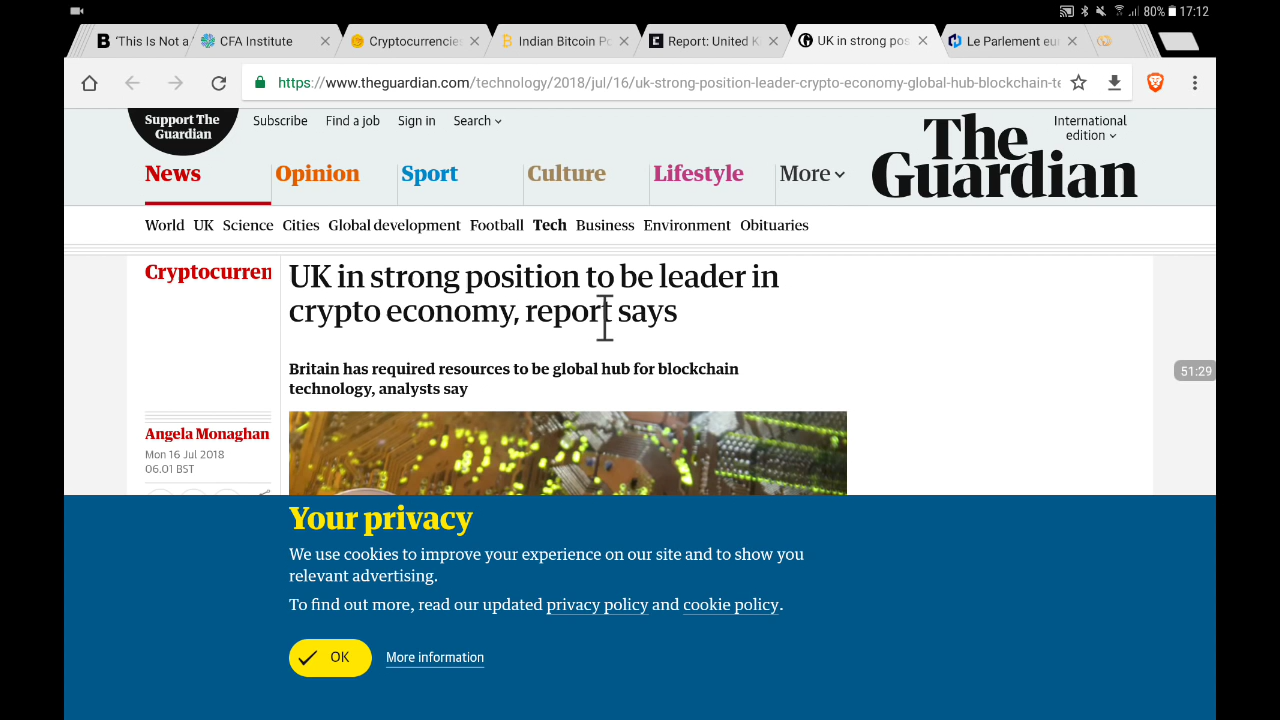 80% 17:12
'This Is Not a
CFA Institute
Cryptocurrencies
Indian Bitcoin Po
Report: United K
UK in strong pos
Le Parlement eu
https://www.theguardian.com/technology/2018/jul/16/uk-strong-position-leader-crypto-economy-global-hub-blockchain-te
Support The
Guardian
Subscribe Find a job Sign in Search
International
edition
The
Guardian
News Opinion Sport Culture Lifestyle More
World UK Science Cities Global development Football Tech Business Environment Obituaries
Cryptocurren
UK in strong position to be leader in
crypto economy, report says
Britain has required resources to be global hub for blockchain
technology, analysts say
51:29
Angela Monaghan
Mon 16 Jul 2018
06.01 BST
Your privacy
We use cookies to improve your experience on our site and to show you
relevant advertising.
To find out more, read our updated privacy policy and cookie policy.
OK More information